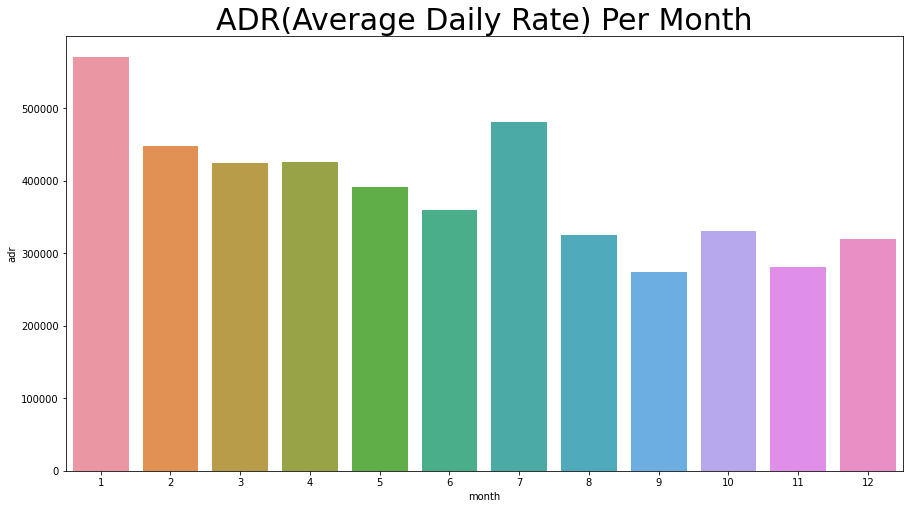 ADR(Average Daily Rate) Per Month
500000
400000
300000
200000
100000
0
adr
1 2 3 4 5 6 7 8 9 10 11 12
month